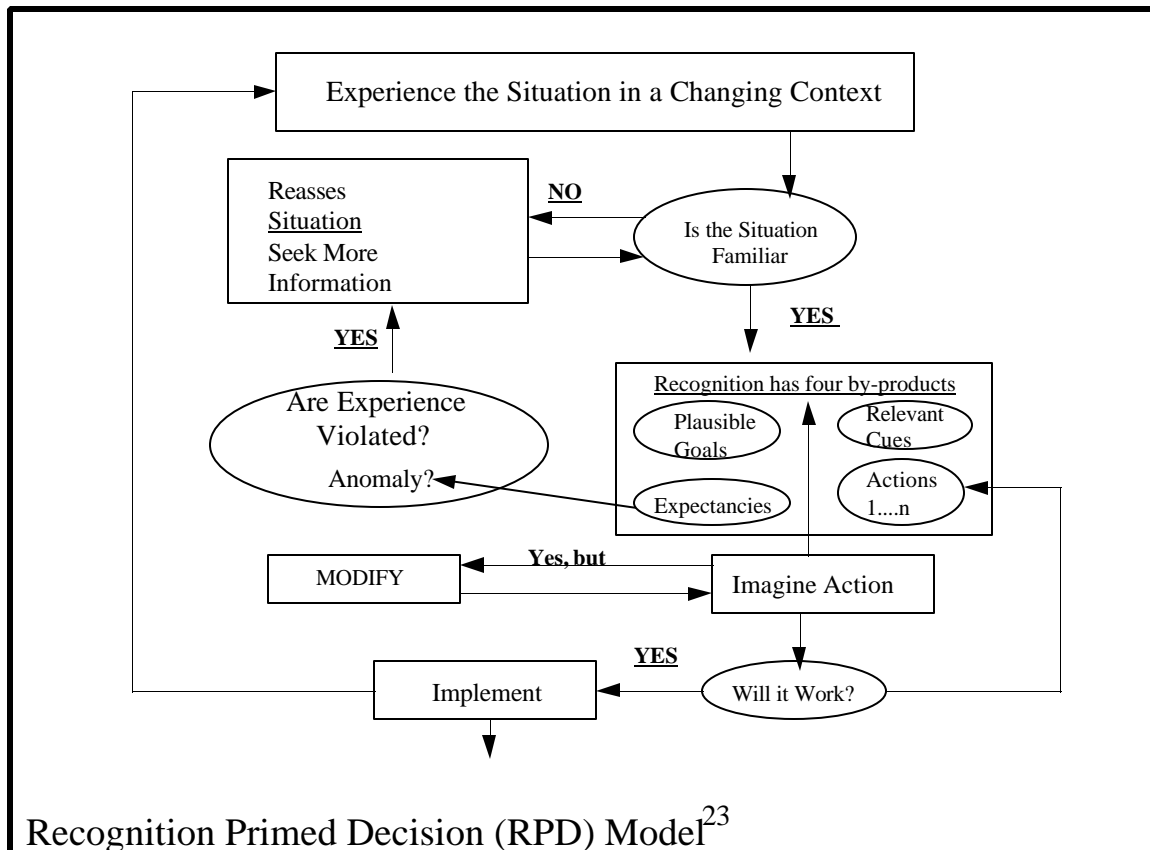 Experience the Situation in a Changing Context
Reasses
Situation
Seek More
Information
NO
Is the Situation
Familiar
YES
YES
Recognition has four by-products
Plausible
Goals
Relevant
Cues
Expectancies
Actions
1....n
Are Experience
Violated?
Anomaly?
Yes, but
MODIFY
Imagine Action
YES
Implement
Will it Work?
Recognition Primed Decision (RPD) Model23